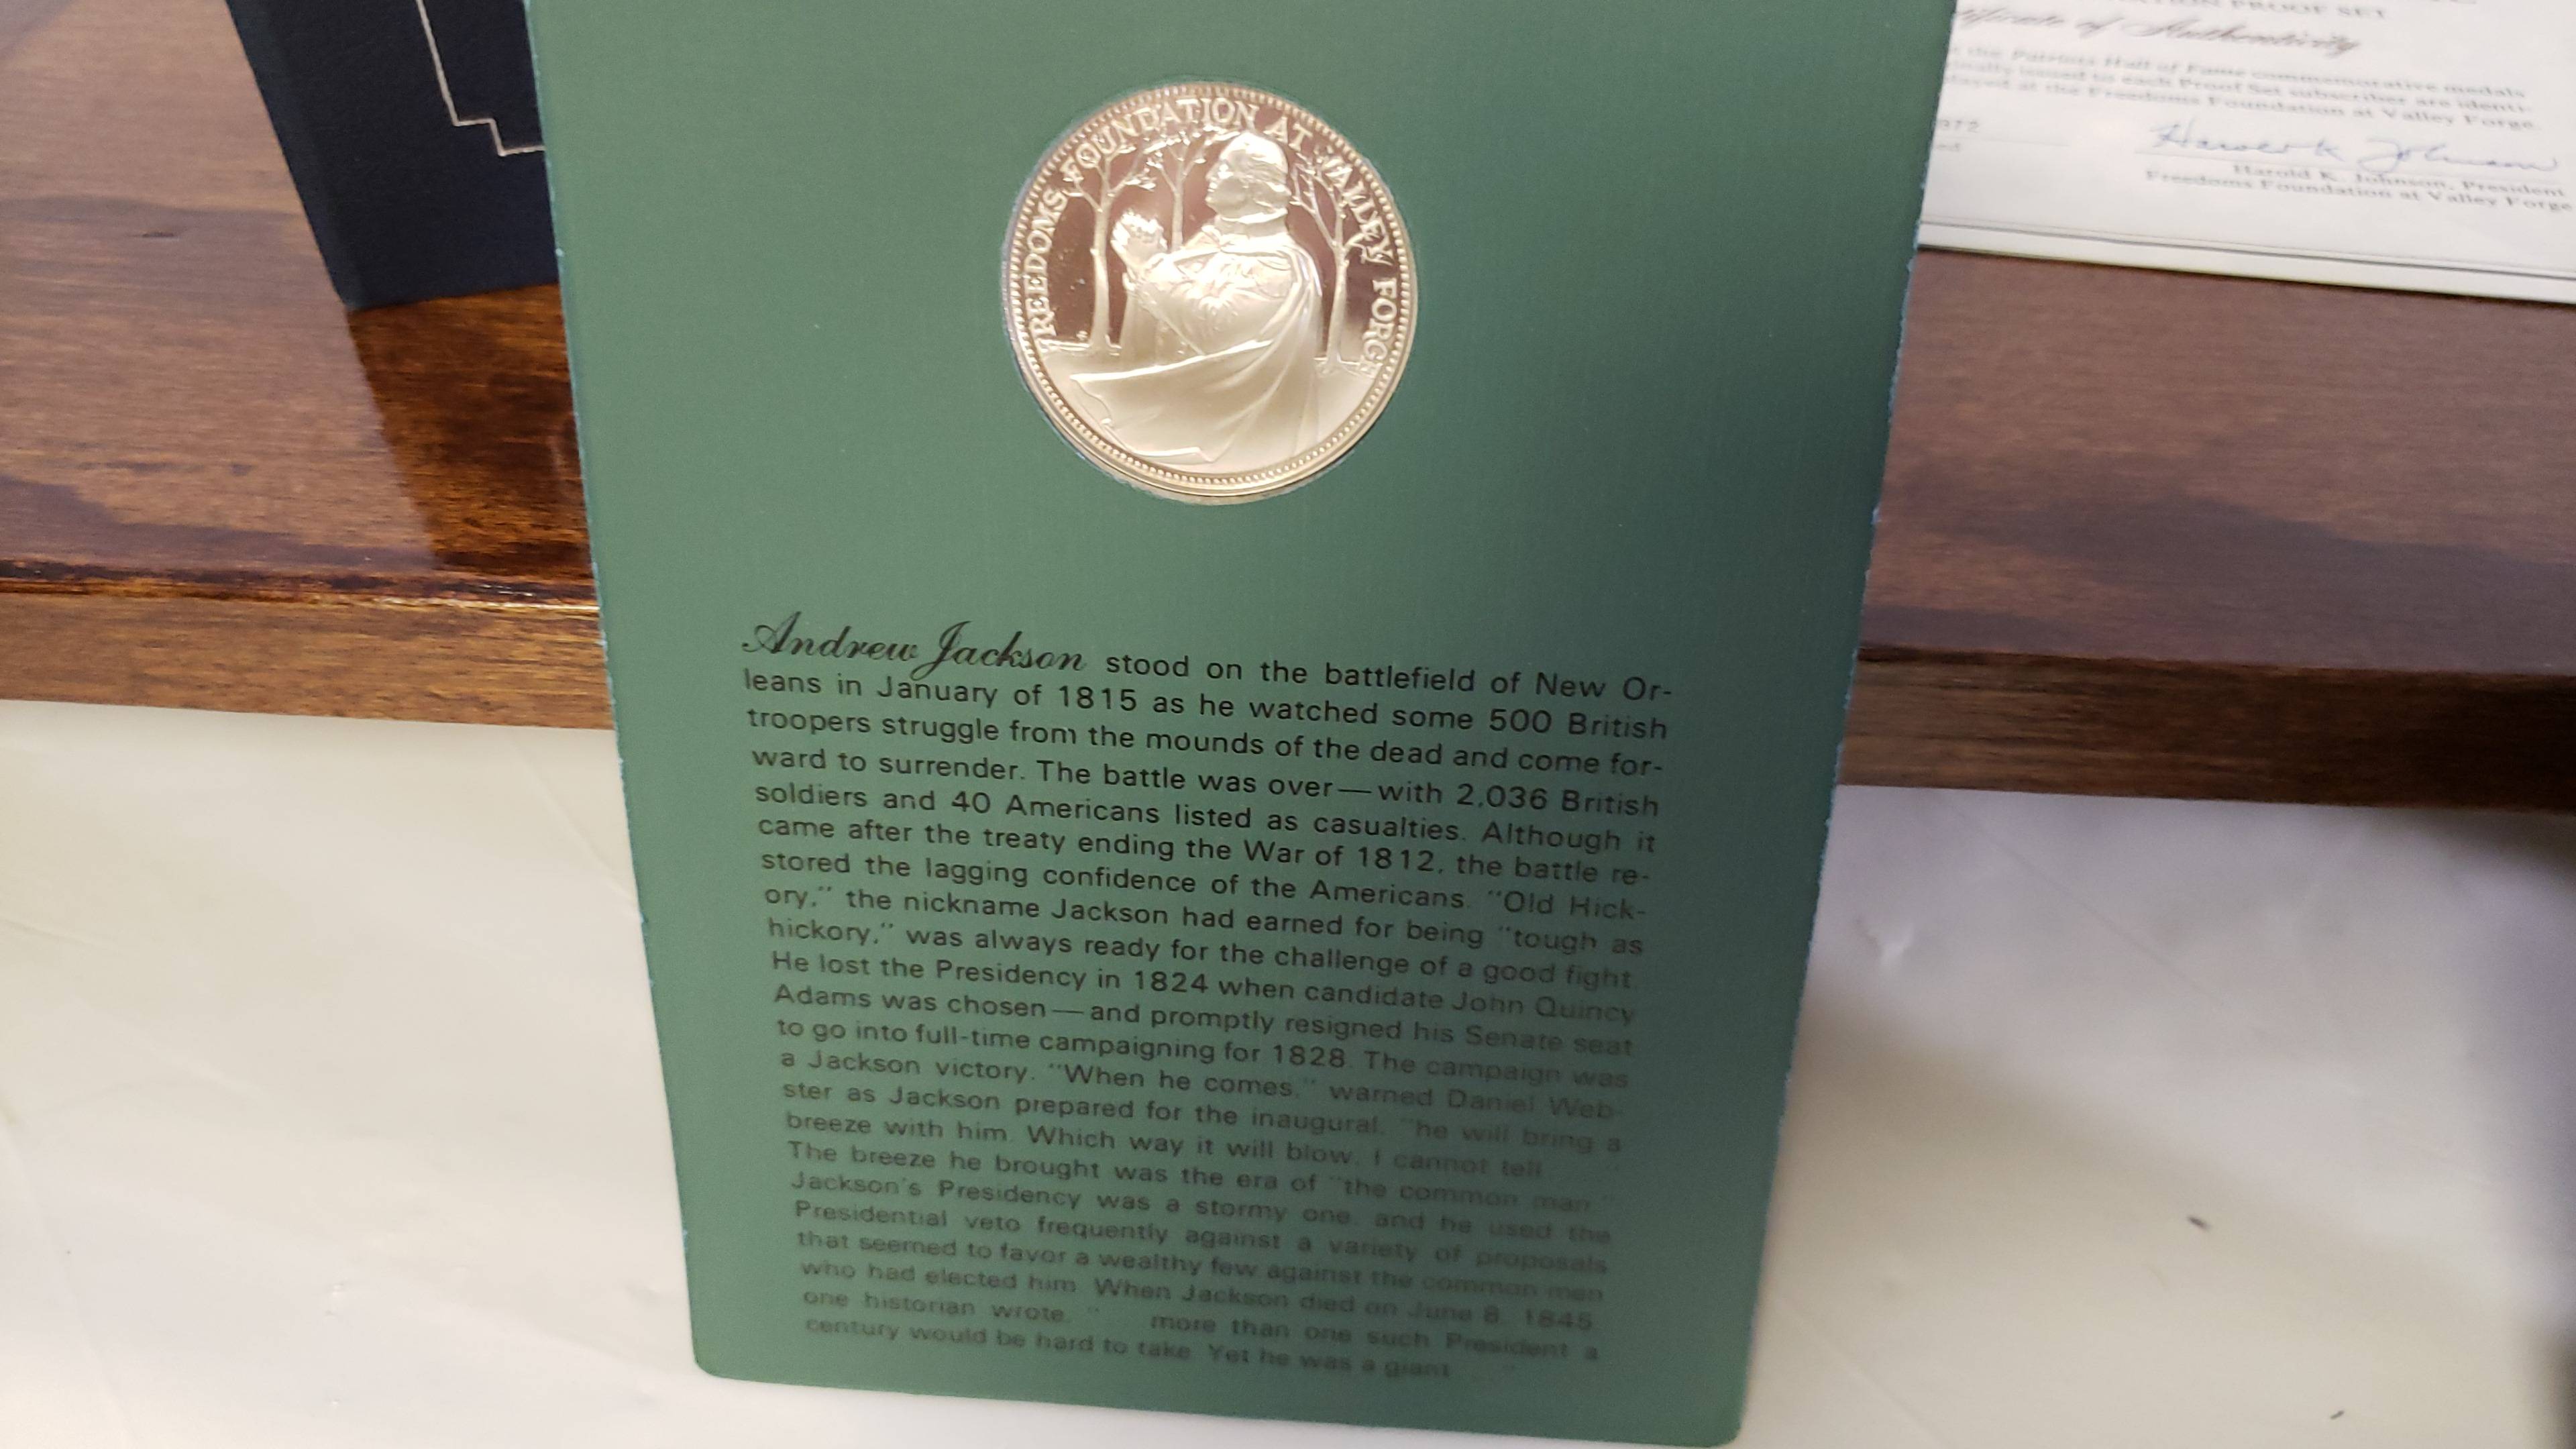 FREEDOMS FOUNDATION AT VALLEY FORGE
Andrew Jackson stood on the battlefield of New Or-
leans in January of 1815 as he watched some 500 British
troopers struggle from the mounds of the dead and come for-
ward to surrender. The battle was over—with 2,036 British
soldiers and 40 Americans listed as casualties. Although it
came after the treaty ending the War of 1812, the battle re-
stored the lagging confidence of the Americans. "Old Hick-
ory," the nickname Jackson had earned for being "tough as
hickory," was always ready for the challenge of a good fight.
He lost the Presidency in 1824 when candidate John Quincy
Adams was chosen—and promptly resigned his Senate seat
to go into full-time campaigning for 1828. The campaign was
a Jackson victory. "When he comes," warned Daniel Web-
ster as Jackson prepared for the inaugural, "he will bring a
breeze with him. Which way it will blow, I cannot tell . . ."
The breeze he brought was the era of "the common man."
Jackson's Presidency was a stormy one, and he used the
Presidential veto frequently against a variety of proposals
that seemed to favor a wealthy few against the common men
who had elected him. When Jackson died on June 8, 1845,
one historian wrote, ". . . more than one such President a
century would be hard to take. Yet he was a giant . . ."
PROOF SET
of Authenticity
the Patriots Hall of Fame commemorative medals
issued to each Proof Set subscriber are identi-
at the Freedoms Foundation at Valley Forge.
Harold K. Johnson
Harold K. Johnson, President
Freedoms Foundation at Valley Forge